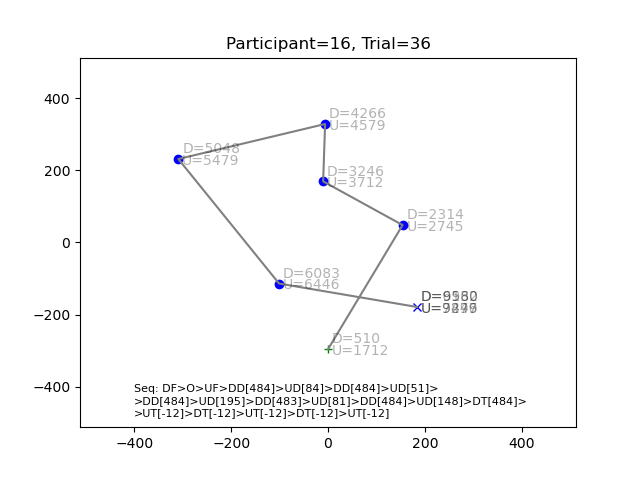 Participant=16, Trial=36
400
200
0
−200
−400
D=4266
U=4579
D=5048
U=5479
D=3246
U=3712
D=2314
U=2745
D=6083
U=6446
D=510
U=1712
Seq: DF>O>UF>DD[484]>UD[84]>DD[484]>UD[51]>
>DD[484]>UD[195]>DD[483]>UD[81]>DD[484]>UD[148]>DT[484]>
>UT[-12]>DT[-12]>UT[-12]>DT[-12]>UT[-12]
−400
−200
0
200
400